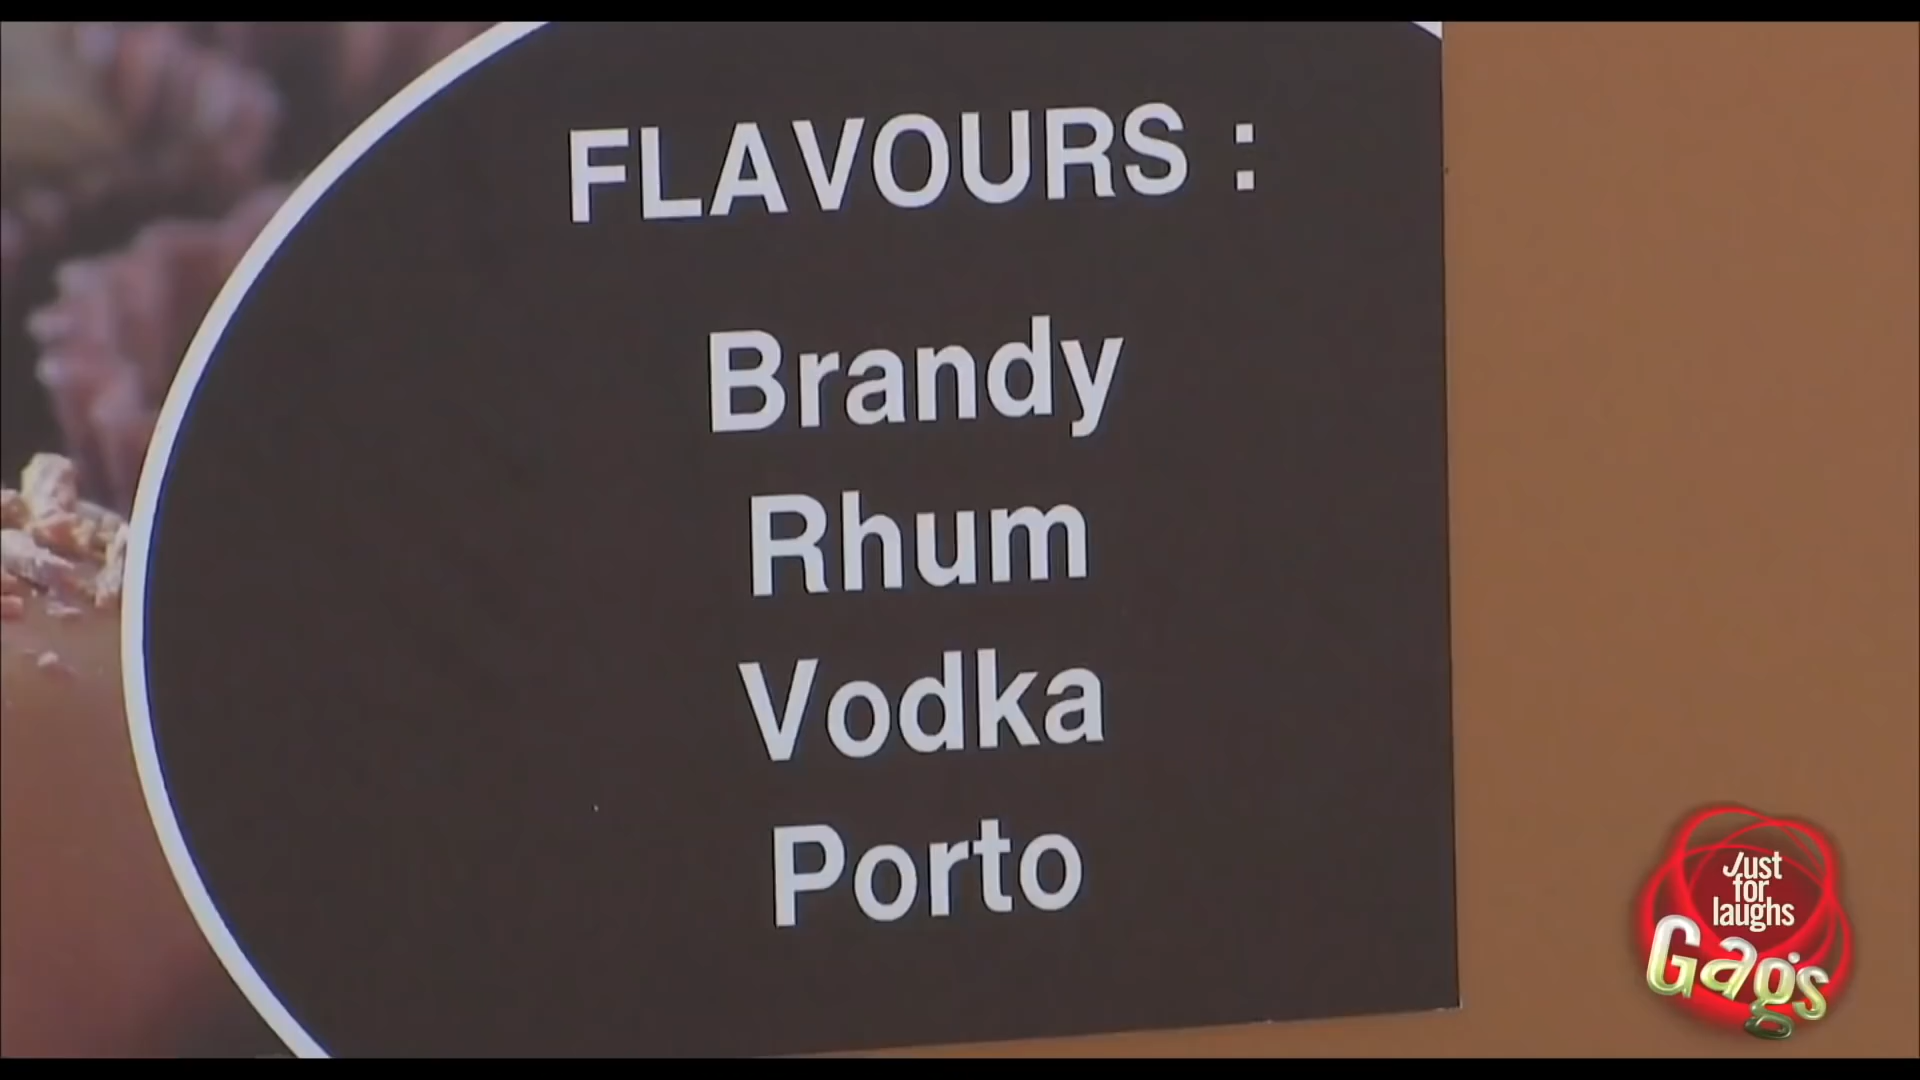 FLAVOURS :
Brandy
Rhum
Vodka
Porto
Just
for
laughs
Gags